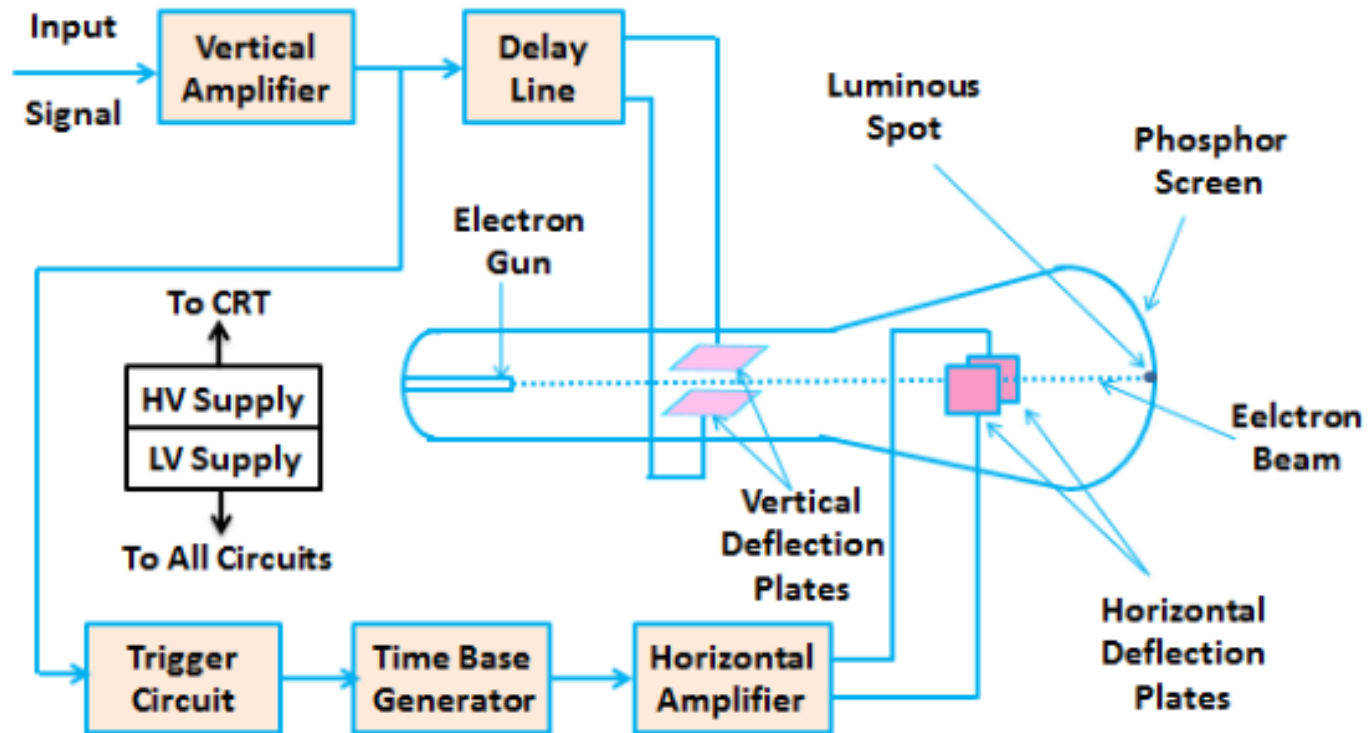 Input
Signal
Vertical
Amplifier
Delay
Line
Luminous
Spot
Phosphor
Screen
Electron
Gun
To CRT
HV Supply
LV Supply
To All Circuits
Vertical
Deflection
Plates
Eelctron
Beam
Horizontal
Deflection
Plates
Trigger
Circuit
Time Base
Generator
Horizontal
Amplifier